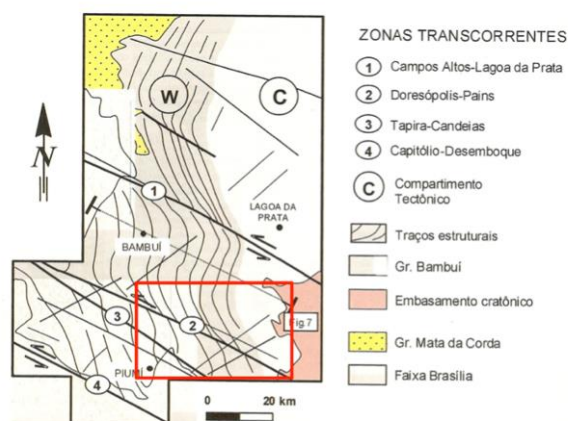 W
C
1
LAGOA DA
PRATA
BAMBUÍ
N
3
2
Fig.7
4
PIUMÍ
0 20 km
ZONAS TRANSCORRENTES
1 Campos Altos-Lagoa da Prata
2 Doresópolis-Pains
3 Tapira-Candeias
4 Capitólio-Desemboque
C Compartimento
Tectônico
Traços estruturais
Gr. Bambuí
Embasamento cratônico
Gr. Mata da Corda
Faixa Brasília